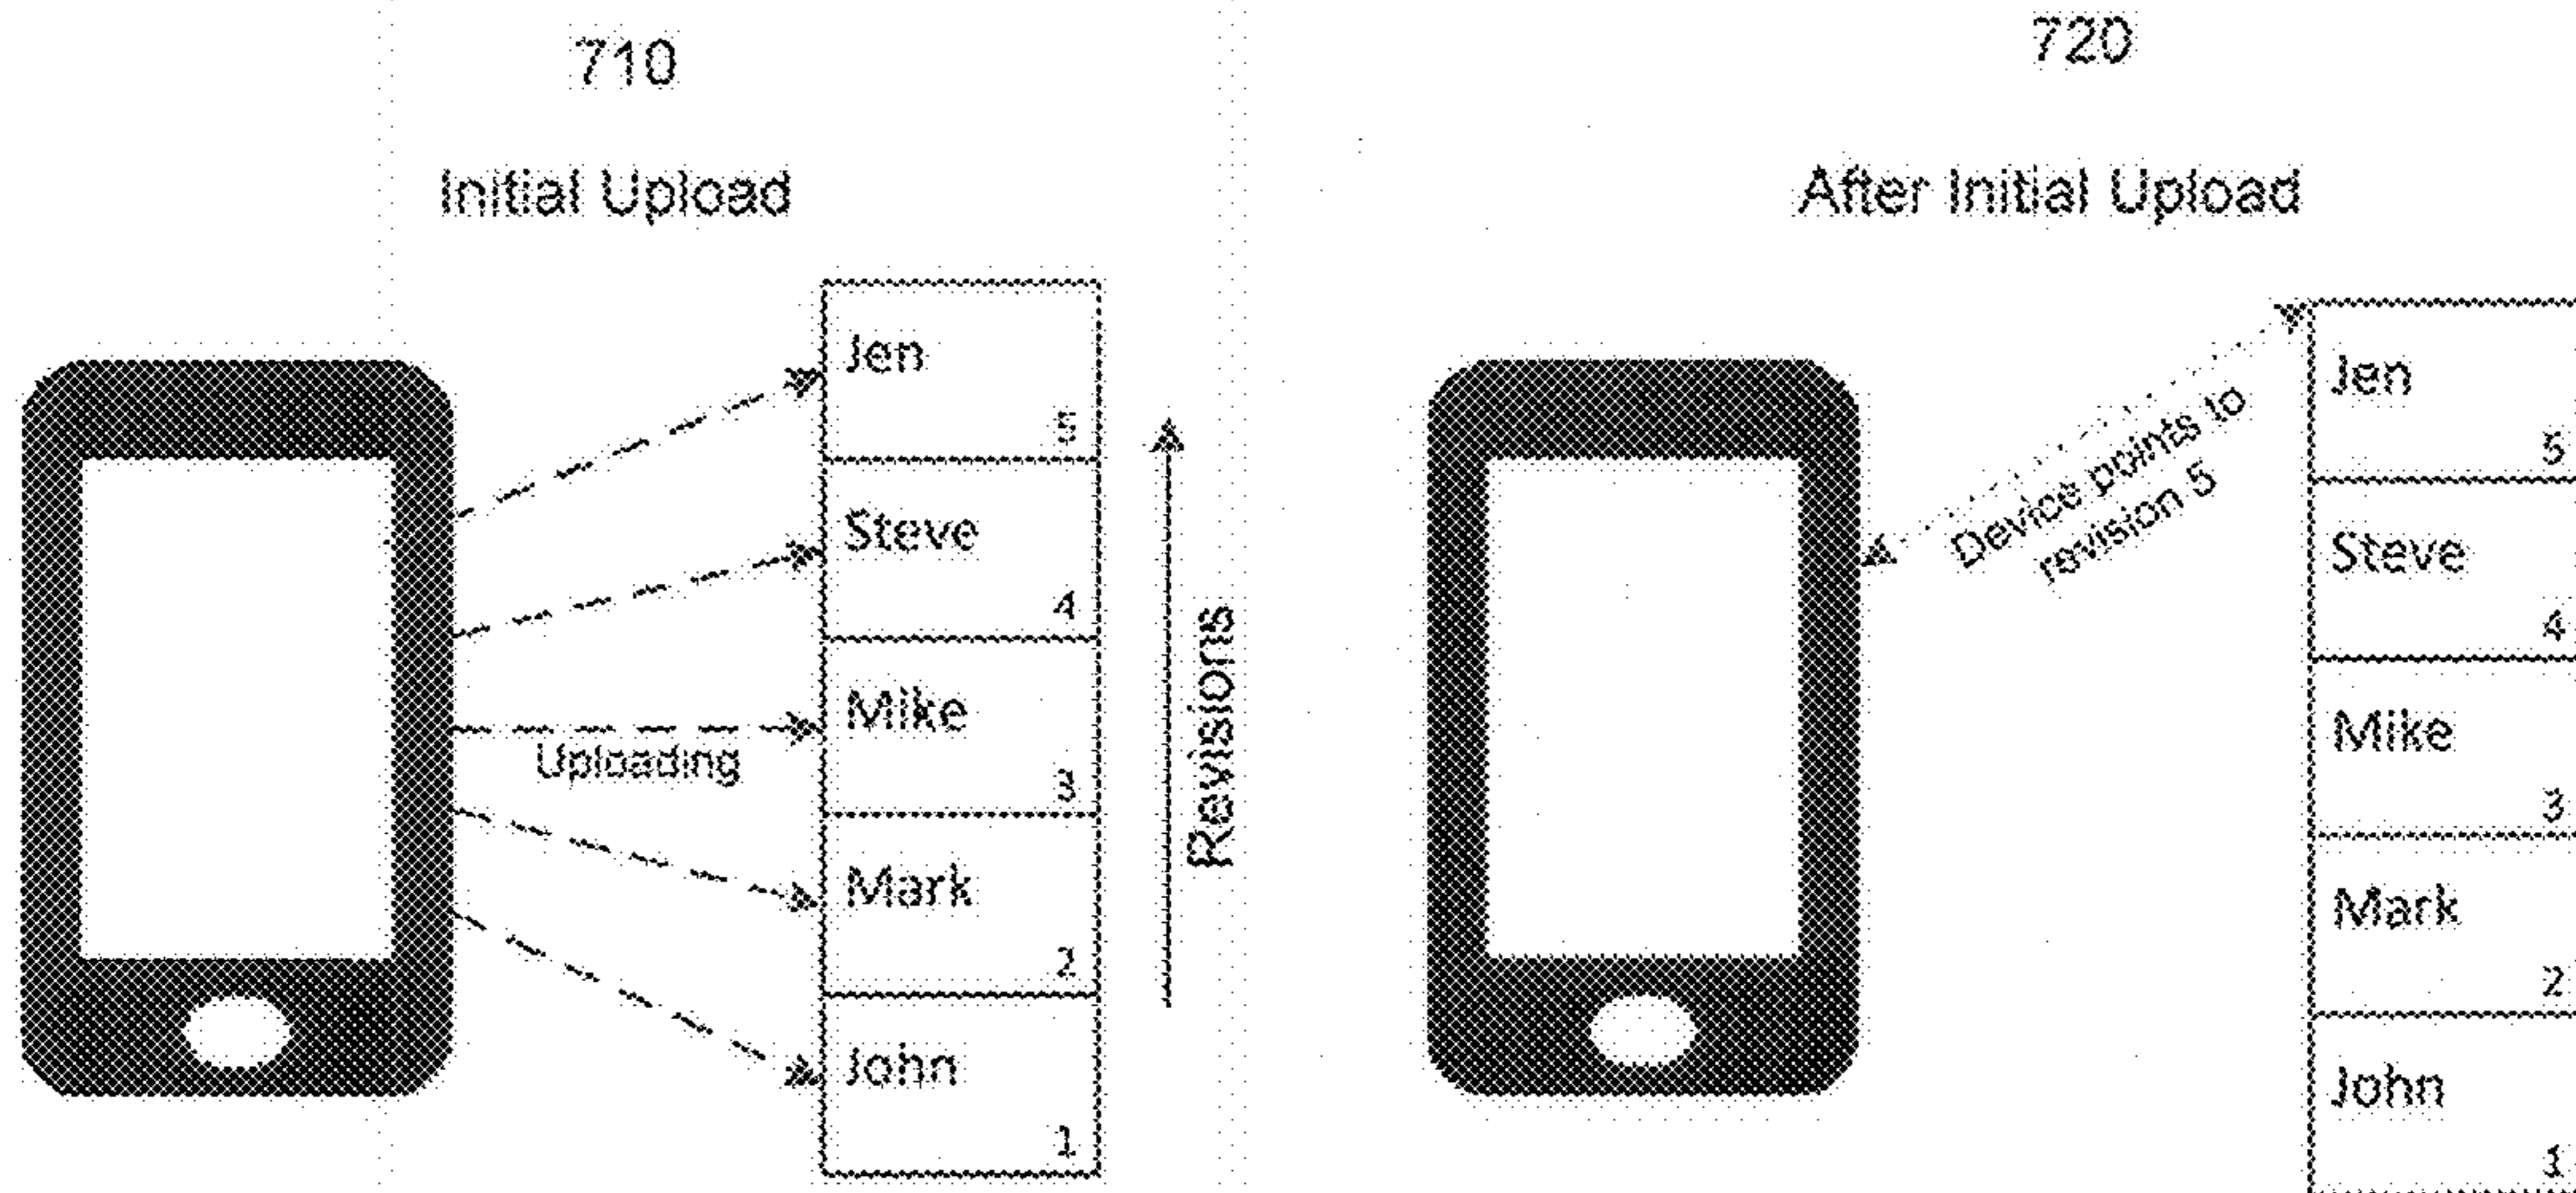 710
Initial Upload
Jen
5
Steve
4
Mike
3
Mark
2
John
1
Uploading
Revisions
720
After Initial Upload
Device points to
revision 5
Jen
5
Steve
4
Mike
3
Mark
2
John
1